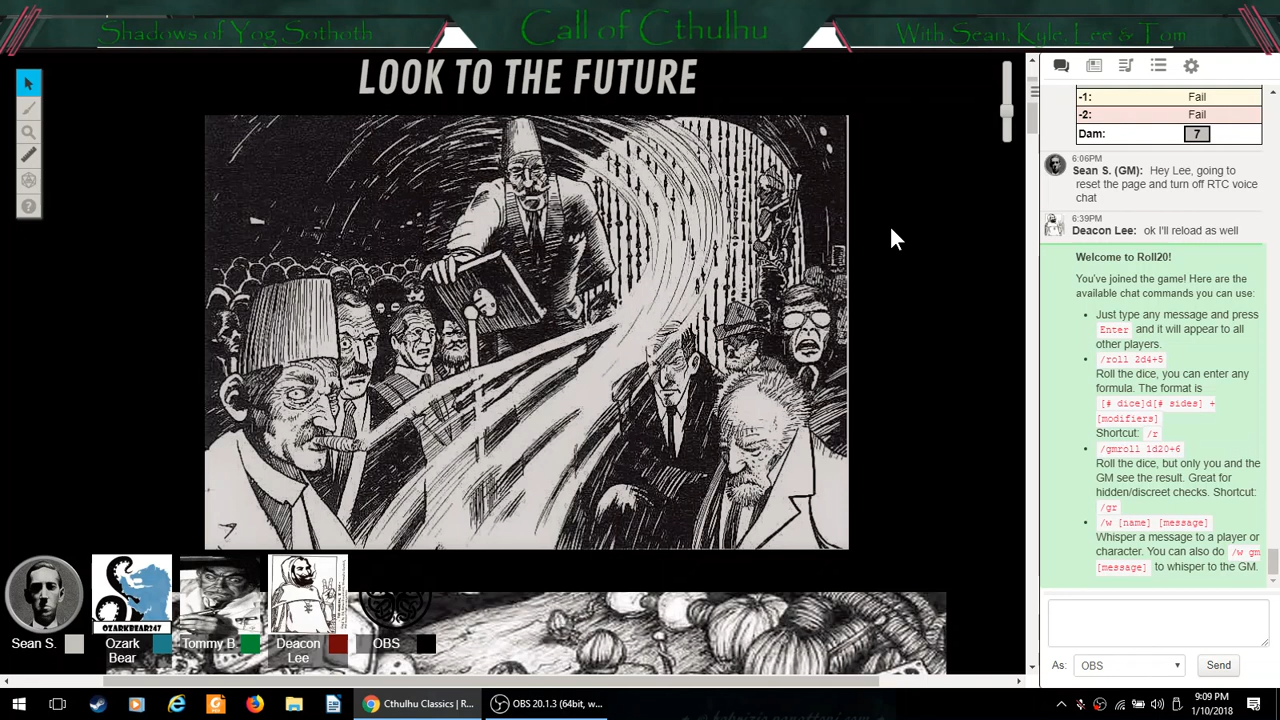 Shadows of Yog Sothoth
Call of Cthulhu
With Sean, Kyle, Lee & Tom
LOOK TO THE FUTURE
-1: Fail
-2: Fail
Dam: 7
6:06PM
Sean S. (GM): Hey Lee, going to
reset the page and turn off RTC voice
chat
6:39PM
Deacon Lee: ok I'll reload as well
Welcome to Roll20!
You've joined the game! Here are the
available chat commands you can use:
Just type any message and press
Enter and it will appear to all
other players.
/roll 2d4+5
Roll the dice, you can enter any
formula. The format is
[# dice]d[# sides] +
[modifiers]
Shortcut: /r
/gmroll 1d20+6
Roll the dice, but only you and the
GM see the result. Great for
hidden/discreet checks. Shortcut:
/gr
/w [name] [message]
Whisper a message to a player or
character. You can also do /w gm
[message] to whisper to the GM.
As: OBS Send
OZARKBEAR247
Sean S.
Ozark
Bear
Tommy B.
Deacon
Lee
OBS
Cthulhu Classics | R...
OBS 20.1.3 (64bit, w...
9:09 PM
1/10/2018